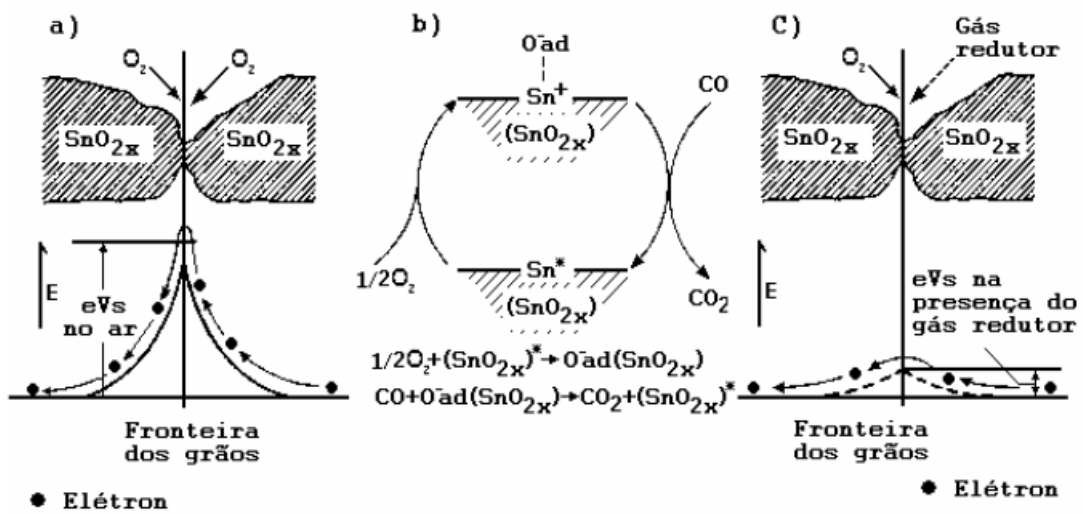 a)
O₂
O₂
SnO₂x
SnO₂x
E
eVs
no ar
Fronteira
dos grãos
● Elétron
b)
O⁻ad
Sn⁺
(SnO₂x)
CO
1/2O₂
Sn*
(SnO₂x)
CO₂
1/2O₂+(SnO₂x)*→O⁻ad(SnO₂x)
CO+O⁻ad(SnO₂x)→CO₂+(SnO₂x)*
C)
Gás
redutor
O₂
SnO₂x
SnO₂x
E
eVs na
presença do
gás redutor
Fronteira
dos grãos
● Elétron